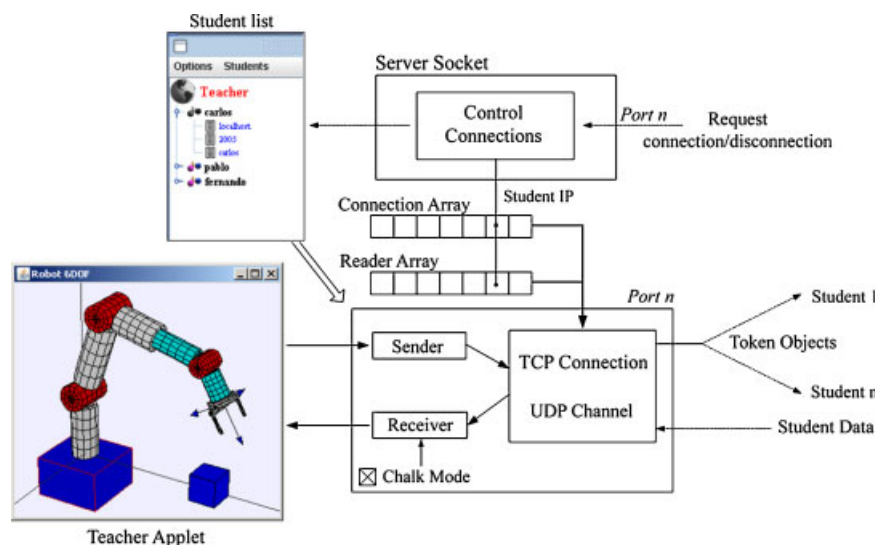 Student list
Options Students
Teacher
carlos
localhost
2005
carlos
pablo
fernando
Server Socket
Control
Connections
Port n
Request
connection/disconnection
Student IP
Connection Array
Reader Array
Robot 6DOF
Port n
Sender
Receiver
Chalk Mode
TCP Connection
UDP Channel
Student 1
Token Objects
Student n
Student Data
Teacher Applet